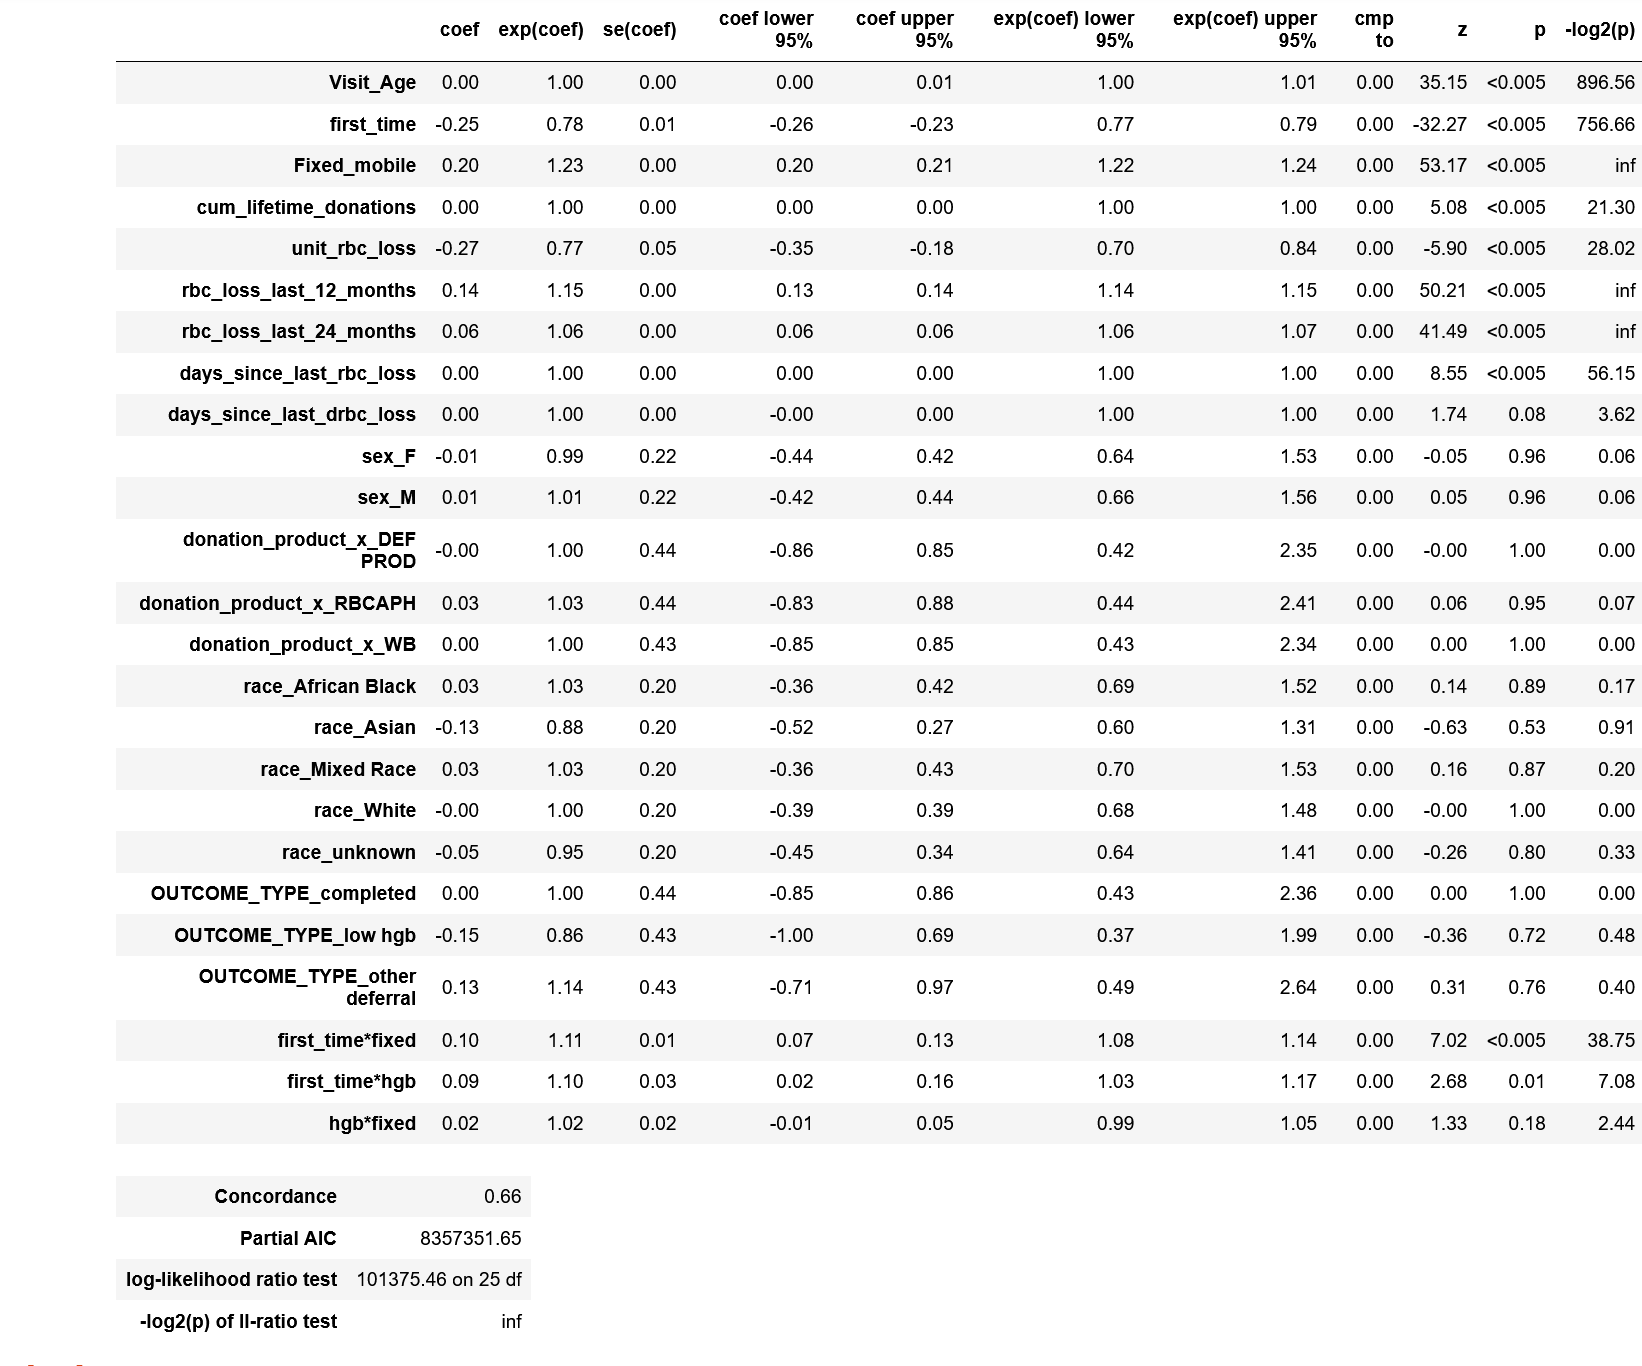 coef exp(coef) se(coef) coef lower 95% coef upper 95% exp(coef) lower 95% exp(coef) upper 95% cmp to z p -log2(p)
Visit_Age 0.00 1.00 0.00 0.00 0.01 1.00 1.01 0.00 35.15 <0.005 896.56
first_time -0.25 0.78 0.01 -0.26 -0.23 0.77 0.79 0.00 -32.27 <0.005 756.66
Fixed_mobile 0.20 1.23 0.00 0.20 0.21 1.22 1.24 0.00 53.17 <0.005 inf
cum_lifetime_donations 0.00 1.00 0.00 0.00 0.00 1.00 1.00 0.00 5.08 <0.005 21.30
unit_rbc_loss -0.27 0.77 0.05 -0.35 -0.18 0.70 0.84 0.00 -5.90 <0.005 28.02
rbc_loss_last_12_months 0.14 1.15 0.00 0.13 0.14 1.14 1.15 0.00 50.21 <0.005 inf
rbc_loss_last_24_months 0.06 1.06 0.00 0.06 0.06 1.06 1.07 0.00 41.49 <0.005 inf
days_since_last_rbc_loss 0.00 1.00 0.00 0.00 0.00 1.00 1.00 0.00 8.55 <0.005 56.15
days_since_last_drbc_loss 0.00 1.00 0.00 -0.00 0.00 1.00 1.00 0.00 1.74 0.08 3.62
sex_F -0.01 0.99 0.22 -0.44 0.42 0.64 1.53 0.00 -0.05 0.96 0.06
sex_M 0.01 1.01 0.22 -0.42 0.44 0.66 1.56 0.00 0.05 0.96 0.06
donation_product_x_DEF PROD -0.00 1.00 0.44 -0.86 0.85 0.42 2.35 0.00 -0.00 1.00 0.00
donation_product_x_RBCAPH 0.03 1.03 0.44 -0.83 0.88 0.44 2.41 0.00 0.06 0.95 0.07
donation_product_x_WB 0.00 1.00 0.43 -0.85 0.85 0.43 2.34 0.00 0.00 1.00 0.00
race_African Black 0.03 1.03 0.20 -0.36 0.42 0.69 1.52 0.00 0.14 0.89 0.17
race_Asian -0.13 0.88 0.20 -0.52 0.27 0.60 1.31 0.00 -0.63 0.53 0.91
race_Mixed Race 0.03 1.03 0.20 -0.36 0.43 0.70 1.53 0.00 0.16 0.87 0.20
race_White -0.00 1.00 0.20 -0.39 0.39 0.68 1.48 0.00 -0.00 1.00 0.00
race_unknown -0.05 0.95 0.20 -0.45 0.34 0.64 1.41 0.00 -0.26 0.80 0.33
OUTCOME_TYPE_completed 0.00 1.00 0.44 -0.85 0.86 0.43 2.36 0.00 0.00 1.00 0.00
OUTCOME_TYPE_low hgb -0.15 0.86 0.43 -1.00 0.69 0.37 1.99 0.00 -0.36 0.72 0.48
OUTCOME_TYPE_other deferral 0.13 1.14 0.43 -0.71 0.97 0.49 2.64 0.00 0.31 0.76 0.40
first_time*fixed 0.10 1.11 0.01 0.07 0.13 1.08 1.14 0.00 7.02 <0.005 38.75
first_time*hgb 0.09 1.10 0.03 0.02 0.16 1.03 1.17 0.00 2.68 0.01 7.08
hgb*fixed 0.02 1.02 0.02 -0.01 0.05 0.99 1.05 0.00 1.33 0.18 2.44
Concordance 0.66
Partial AIC 8357351.65
log-likelihood ratio test 101375.46 on 25 df
-log2(p) of ll-ratio test inf